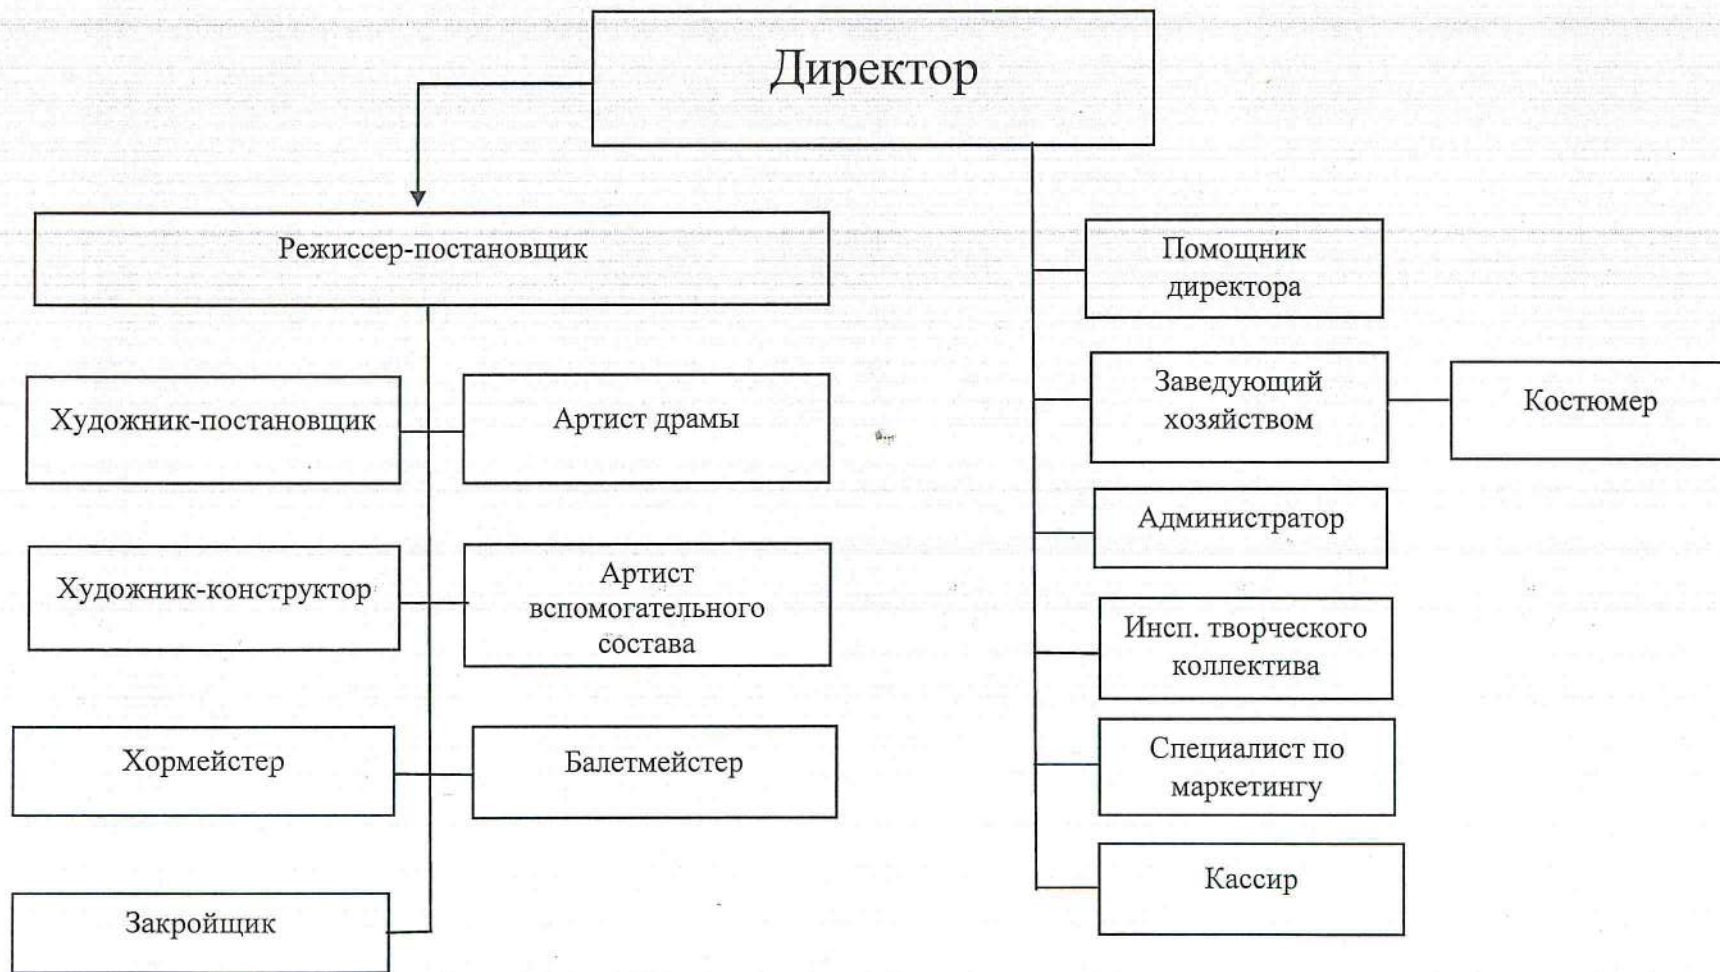 Директор
Режиссер-постановщик
Помощник
директора
Художник-постановщик
Артист драмы
Заведующий
хозяйством
Костюмер
Администратор
Художник-конструктор
Артист
вспомогательного
состава
Инсп. творческого
коллектива
Хормейстер
Балетмейстер
Специалист по
маркетингу
Закройщик
Кассир